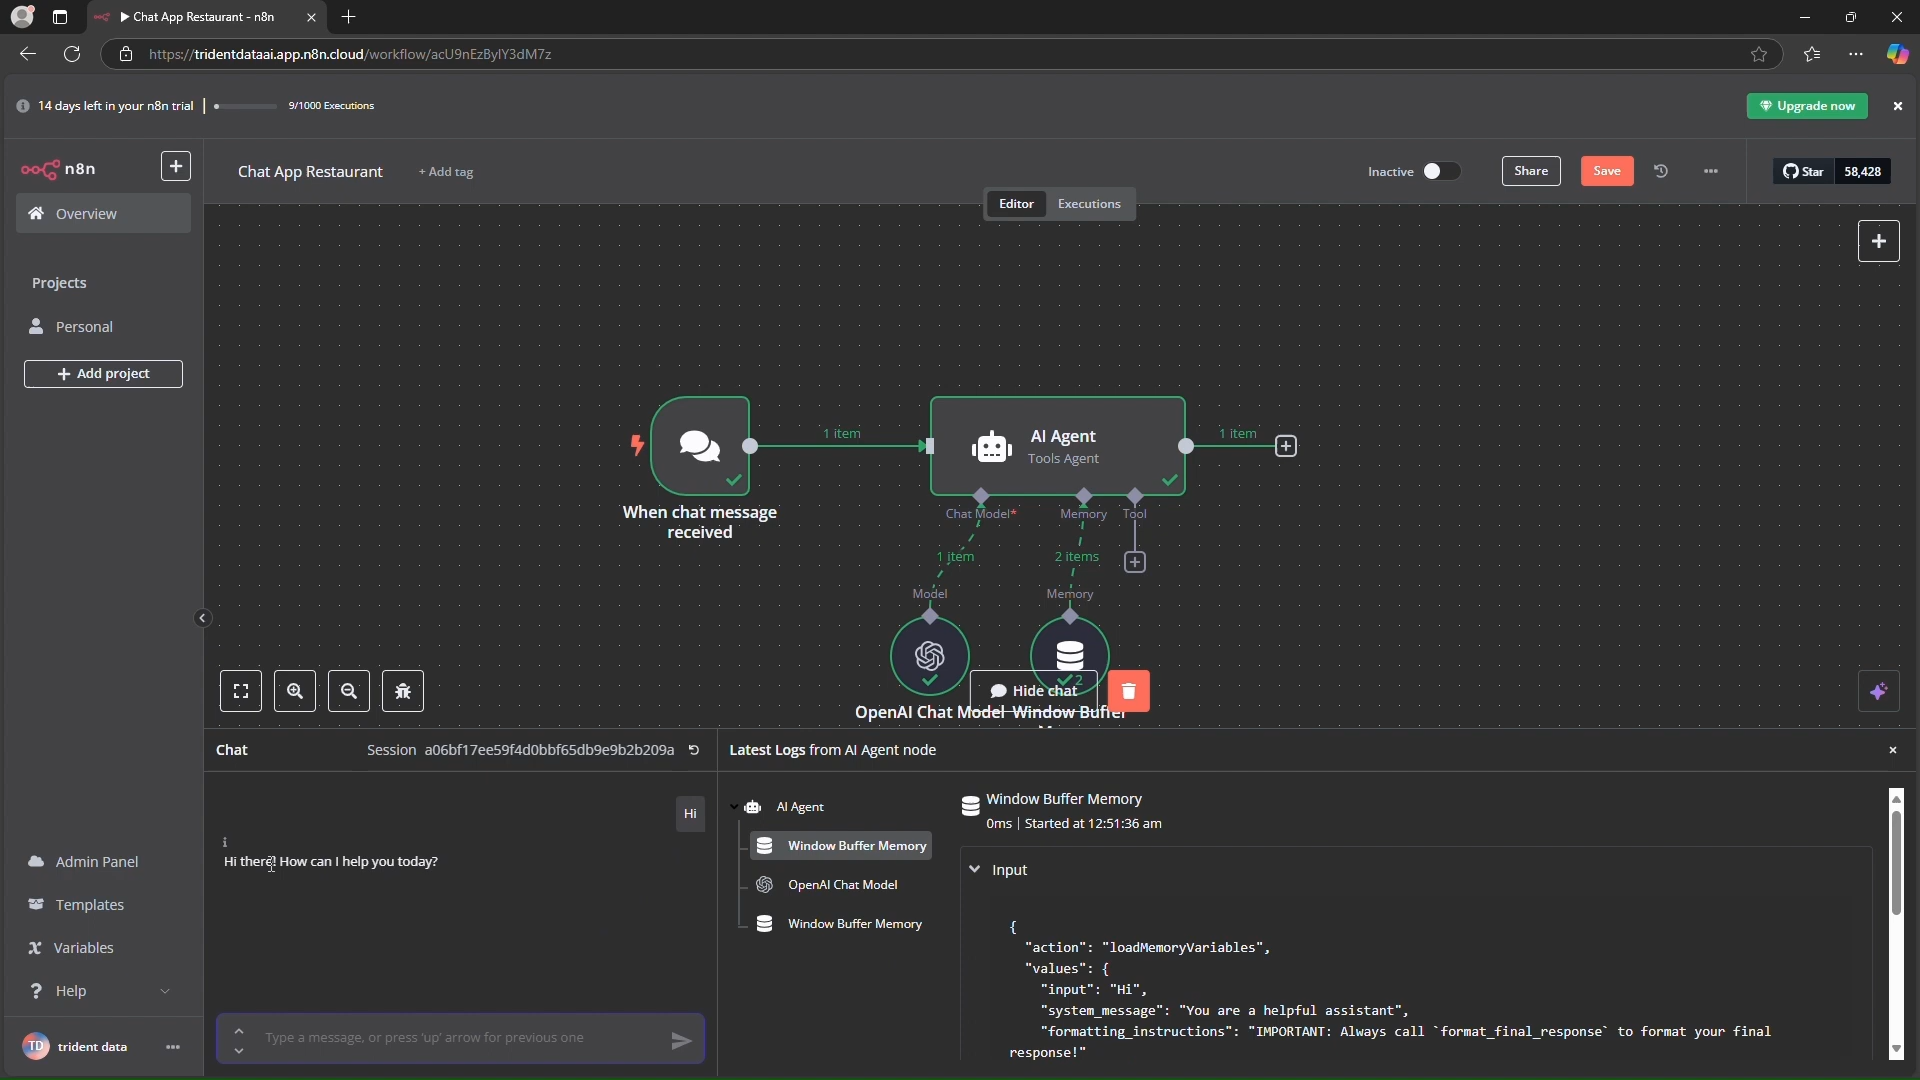 Chat App Restaurant - n8n
https://tridentdataai.app.n8n.cloud/workflow/acU9nEzByIY3dM7z
14 days left in your n8n trial
9/1000 Executions
Upgrade now
n8n
Chat App Restaurant
+ Add tag
Inactive
Share
Save
Star
58,428
Editor
Executions
Overview
Projects
Personal
+ Add project
1 item
AI Agent
Tools Agent
1 item
When chat message
received
Chat Model*
Memory
Tool
1 item
2 items
Model
Memory
2
Hide chat
OpenAI Chat Model
Window Buffer
Chat
Session a06bf17ee59f4d0bbf65db9e9b2b209a
Latest Logs from AI Agent node
Hi
Hi there! How can I help you today?
AI Agent
Window Buffer Memory
OpenAI Chat Model
Window Buffer Memory
Window Buffer Memory
0ms | Started at 12:51:36 am
Input
{
"action": "loadMemoryVariables",
"values": {
"input": "Hi",
"system_message": "You are a helpful assistant",
"formatting_instructions": "IMPORTANT: Always call `format_final_response` to format your final
response!"
Admin Panel
Templates
Variables
Help
TD
trident data
Type a message, or press 'up' arrow for previous one